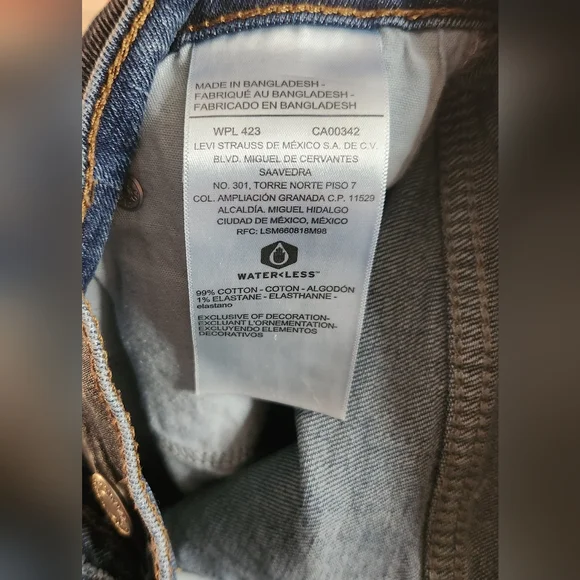 MADE IN BANGLADESH -
FABRIQUÉ AU BANGLADESH -
FABRICADO EN BANGLADESH
WPL 423 CA00342
LEVI STRAUSS DE MÉXICO S.A. DE C.V.
BLVD. MIGUEL DE CERVANTES
SAAVEDRA
NO. 301, TORRE NORTE PISO 7
COL. AMPLIACIÓN GRANADA C.P. 11529
ALCALDÍA. MIGUEL HIDALGO
CIUDAD DE MÉXICO, MÉXICO
RFC: LSM660818M98
WATER<LESS™
99% COTTON - COTON - ALGODÓN
1% ELASTANE - ELASTHANNE -
elastano
EXCLUSIVE OF DECORATION-
EXCLUANT L'ORNEMENTATION-
EXCLUYENDO ELEMENTOS
DECORATIVOS